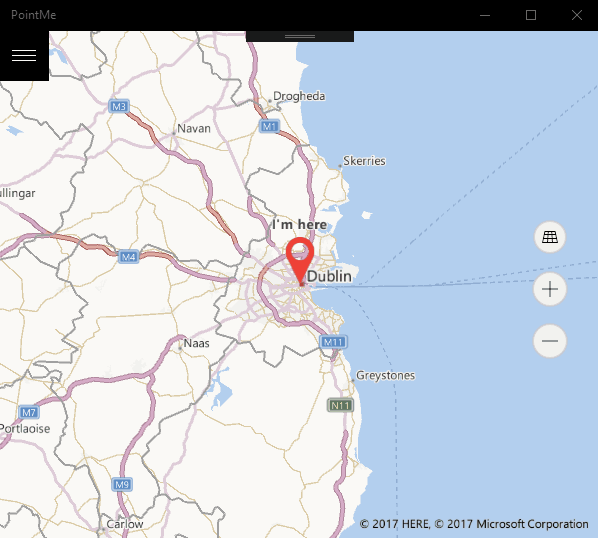 PointMe
Drogheda
M3
M1
Navan
Skerries
ullingar
I'm here
M4
Dublin
M11
Naas
Greystones
N11
M7
Portlaoise
M9
Carlow
© 2017 HERE, © 2017 Microsoft Corporation